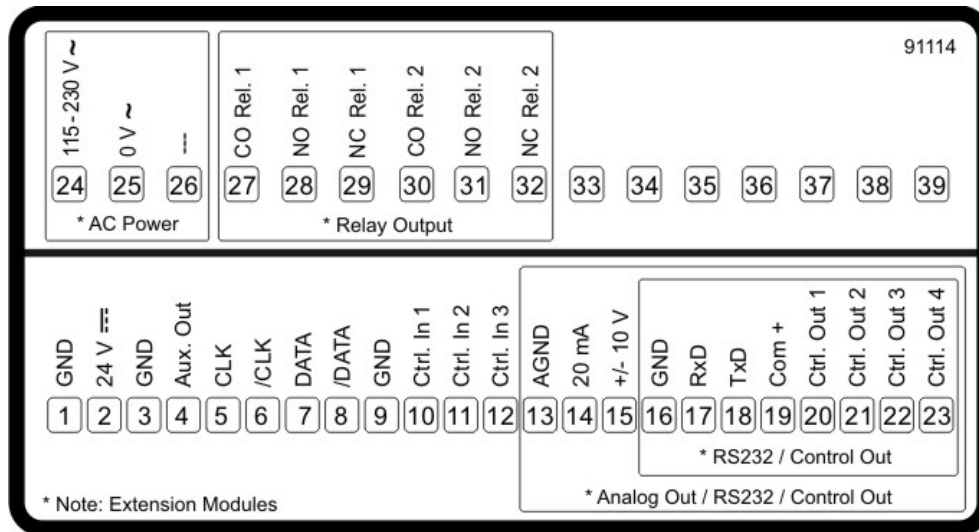 91114
115 - 230 V ~
0 V ~
---
CO Rel. 1
NO Rel. 1
NC Rel. 1
CO Rel. 2
NO Rel. 2
NC Rel. 2
24 25 26 27 28 29 30 31 32 33 34 35 36 37 38 39
* AC Power
* Relay Output
GND
24 V
GND
Aux. Out
CLK
/CLK
DATA
/DATA
GND
Ctrl. In 1
Ctrl. In 2
Ctrl. In 3
AGND
20 mA
+/- 10 V
GND
RxD
TxD
Com +
Ctrl. Out 1
Ctrl. Out 2
Ctrl. Out 3
Ctrl. Out 4
1 2 3 4 5 6 7 8 9 10 11 12 13 14 15 16 17 18 19 20 21 22 23
* RS232 / Control Out
* Analog Out / RS232 / Control Out
* Note: Extension Modules